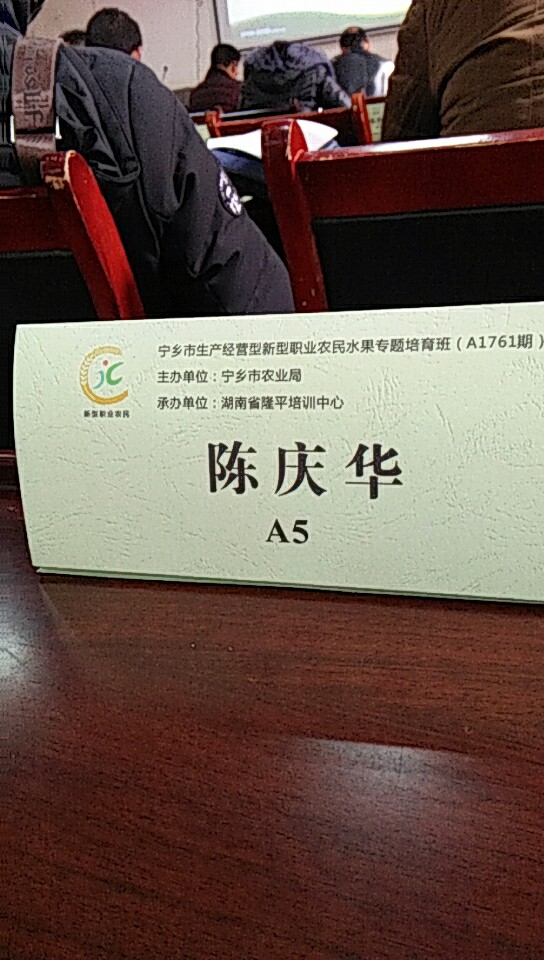 宁乡市生产经营型新型职业农民水果专题培育班（A1761期）
主办单位：宁乡市农业局
承办单位：湖南省隆平培训中心
新型职业农民
陈庆华
A5